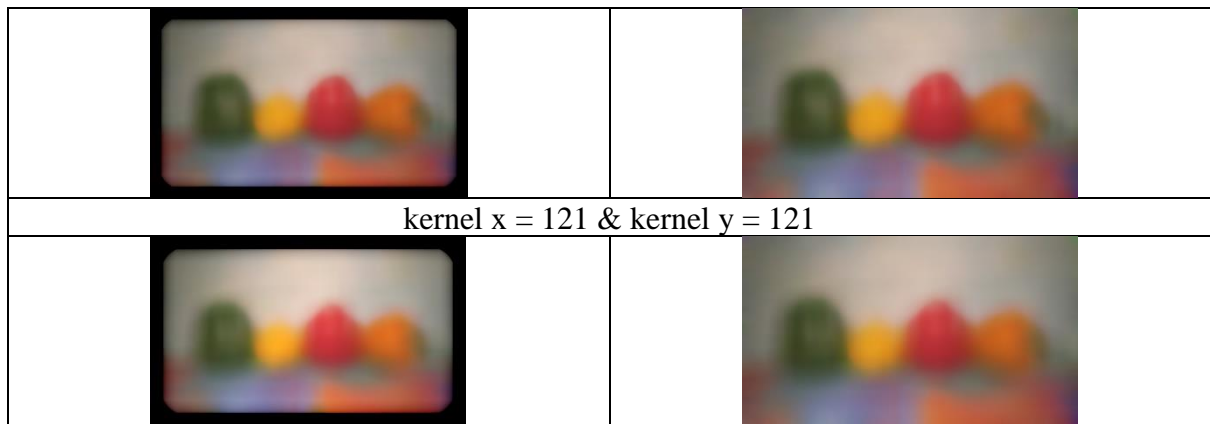 kernel x = 121 & kernel y = 121